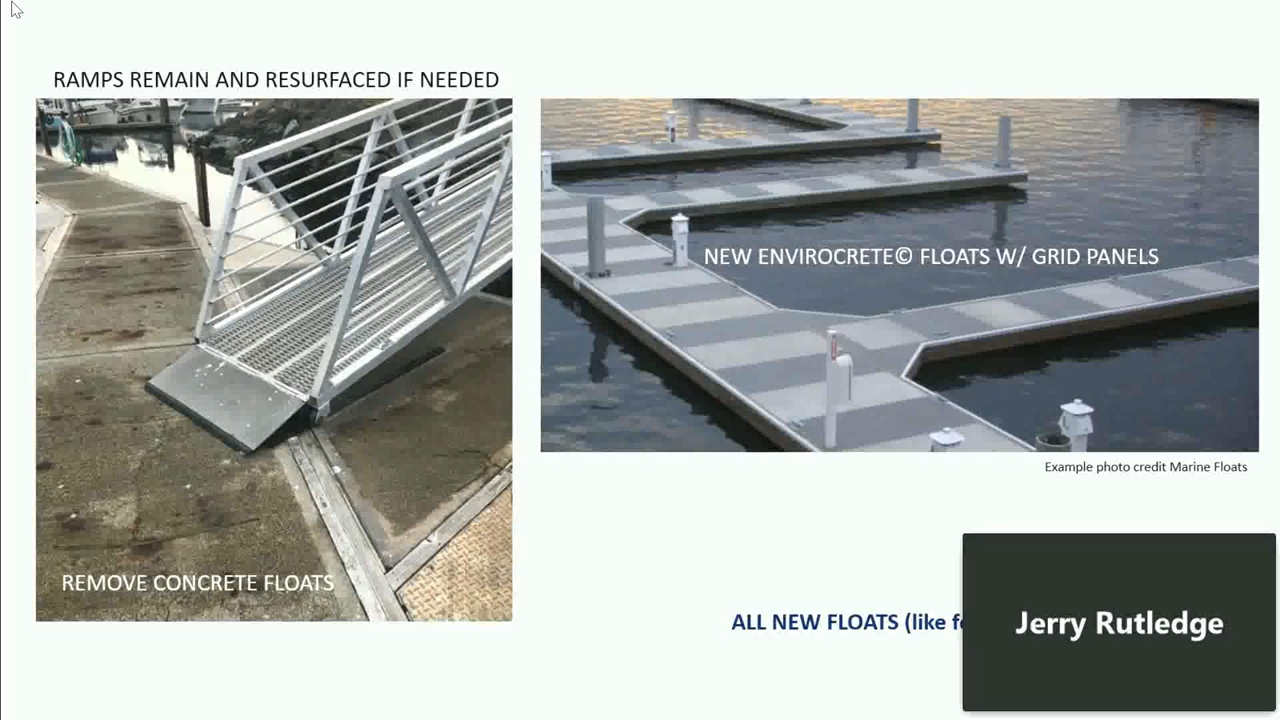 RAMPS REMAIN AND RESURFACED IF NEEDED
REMOVE CONCRETE FLOATS
NEW ENVIROCRETE© FLOATS W/ GRID PANELS
Example photo credit Marine Floats
ALL NEW FLOATS (like
Jerry Rutledge